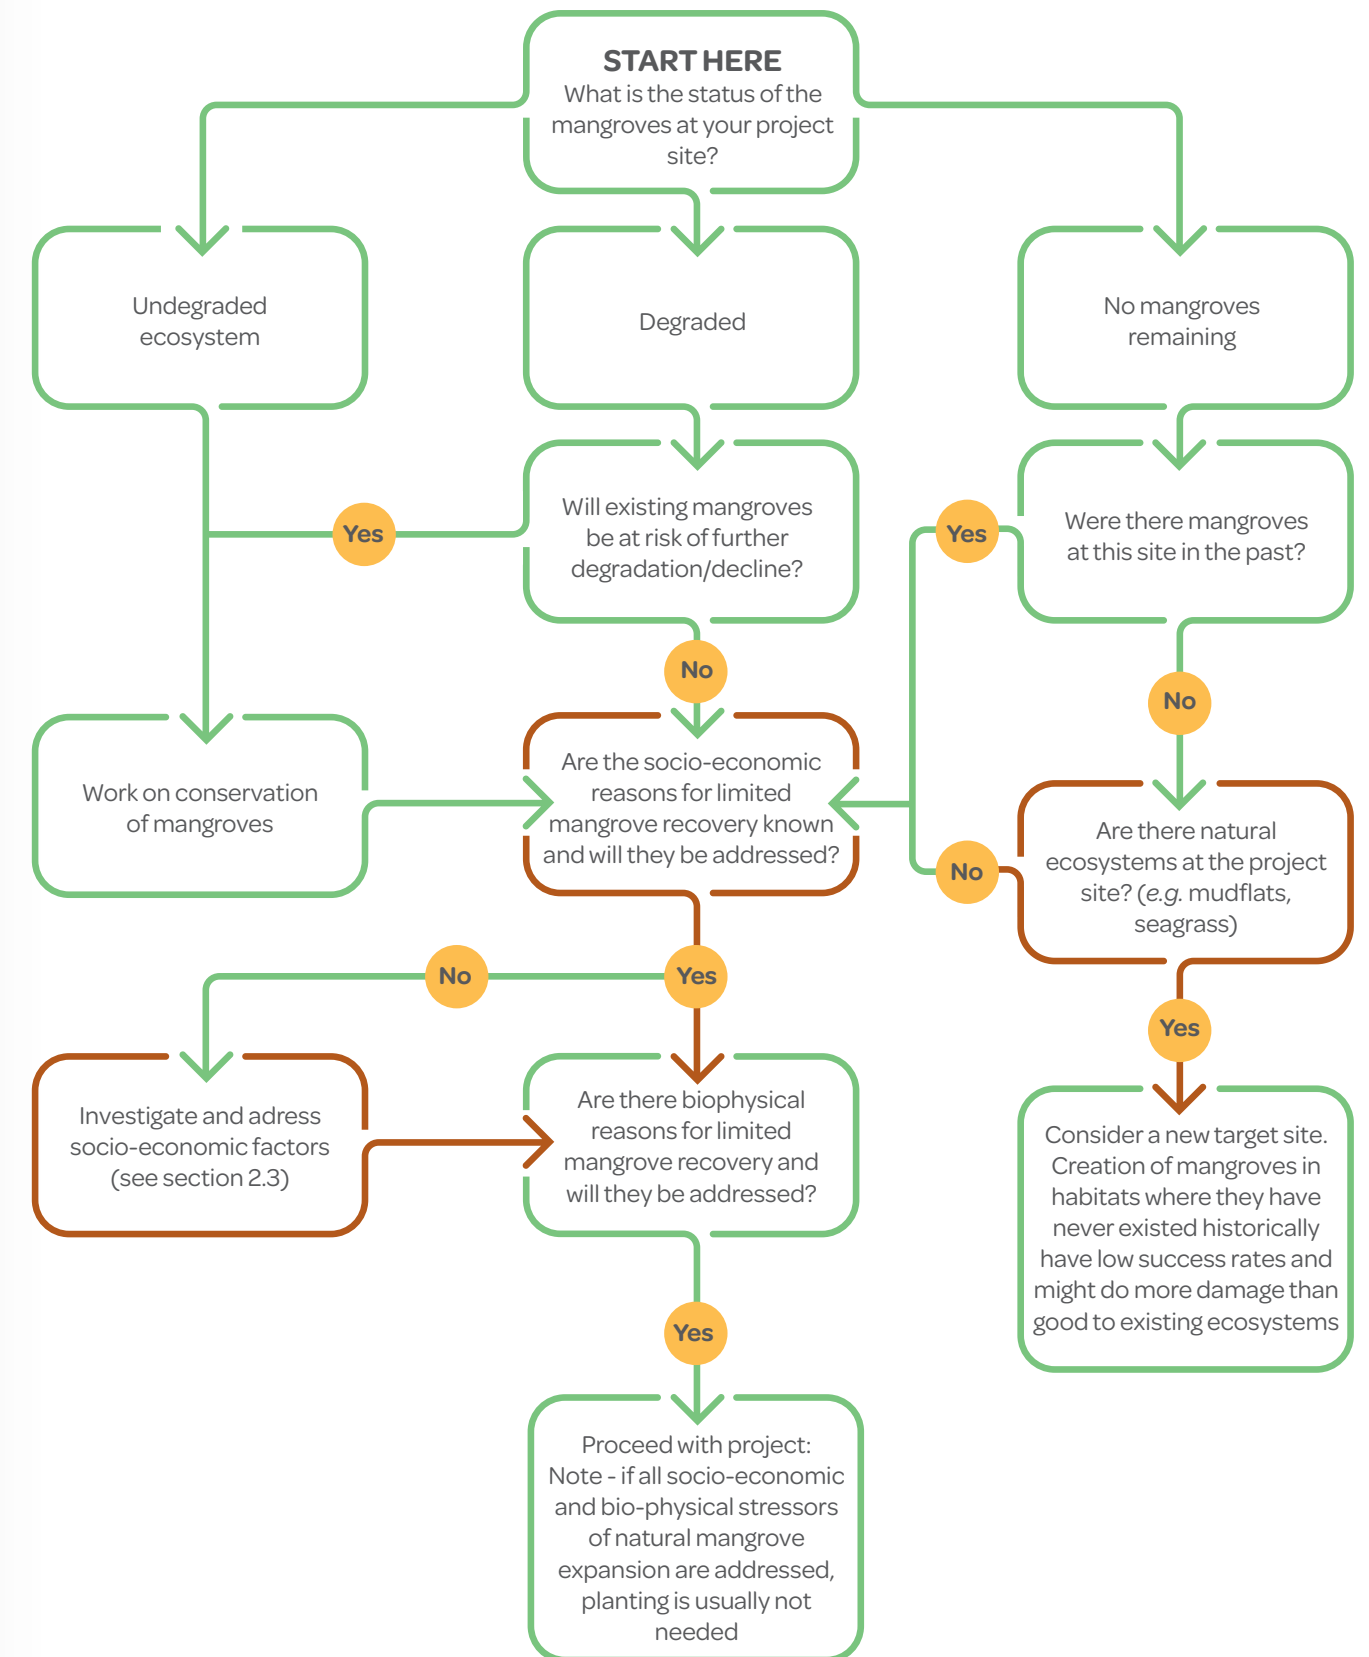 START HERE
What is the status of the
mangroves at your project
site?
Undegraded
ecosystem
Degraded
No mangroves
remaining
Will existing mangroves
be at risk of further
degradation/decline?
Yes
Yes
Were there mangroves
at this site in the past?
No
No
Work on conservation
of mangroves
Are the socio-economic
reasons for limited
mangrove recovery known
and will they be addressed?
No
Are there natural
ecosystems at the project
site? (e.g. mudflats,
seagrass)
No
Yes
Yes
Investigate and adress
socio-economic factors
(see section 2.3)
Are there biophysical
reasons for limited
mangrove recovery and
will they be addressed?
Consider a new target site.
Creation of mangroves in
habitats where they have
never existed historically
have low success rates and
might do more damage than
good to existing ecosystems
Yes
Proceed with project:
Note - if all socio-economic
and bio-physical stressors
of natural mangrove
expansion are addressed,
planting is usually not
needed